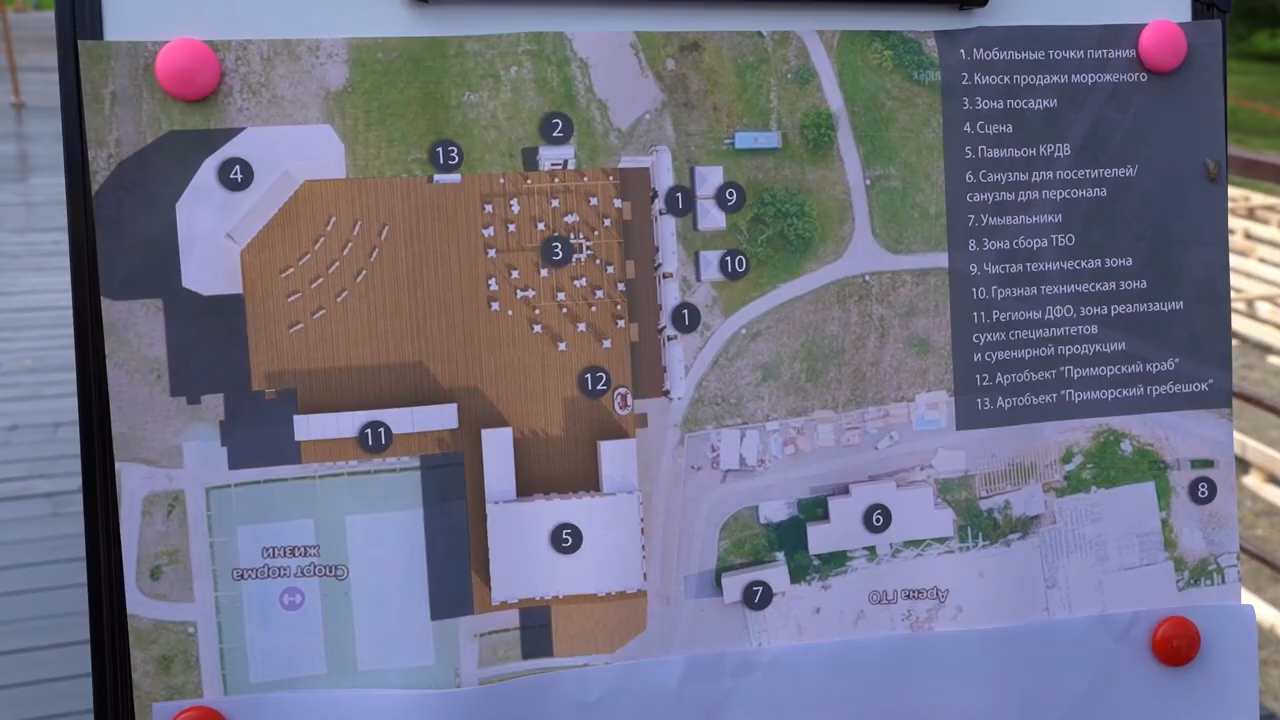 1. Мобильные точки питания
2. Киоск продажи мороженого
3. Зона посадки
4. Сцена
5. Павильон КРДВ
6. Санузлы для посетителей/
санузлы для персонала
7. Умывальники
8. Зона сбора ТБО
9. Чистая техническая зона
10. Грязная техническая зона
11. Регионы ДФО, зона реализации
сухих специалитетов
и сувенирной продукции
12. Артобъект "Приморский краб"
13. Артобъект "Приморский гребешок"
2
13
4
1
9
3
10
1
12
11
5
6
8
7
Спорт норма
жизни
Арена ГТО